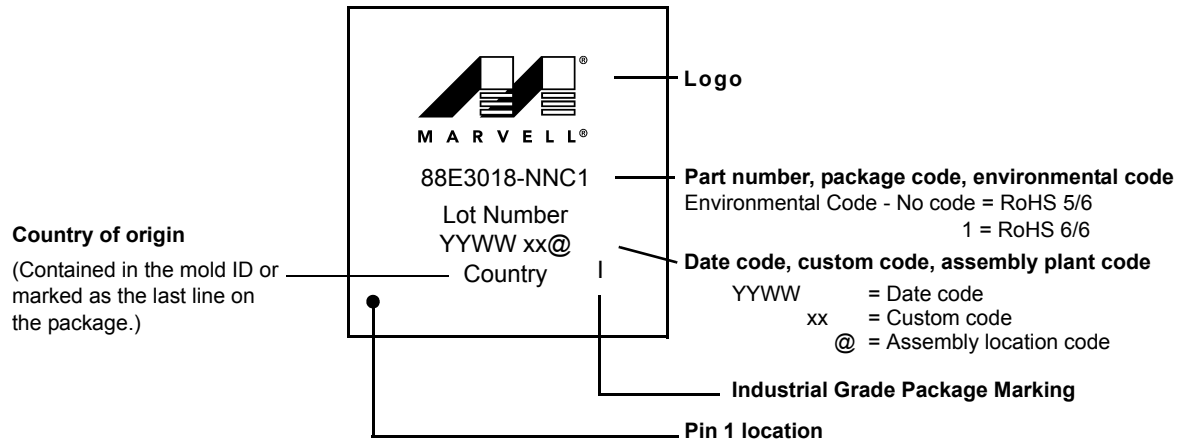 ®
MARVELL®
88E3018-NNC1
Lot Number
YYWW xx@
Country I
Logo
Part number, package code, environmental code
Environmental Code - No code = RoHS 5/6
1 = RoHS 6/6
Country of origin
(Contained in the mold ID or
marked as the last line on
the package.)
Date code, custom code, assembly plant code
YYWW = Date code
xx = Custom code
@ = Assembly location code
Industrial Grade Package Marking
Pin 1 location